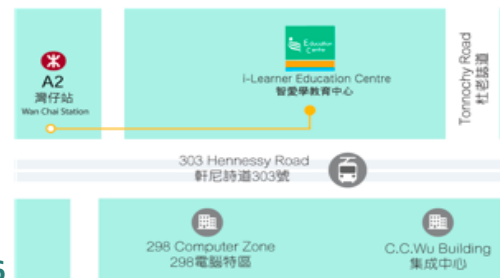 A2
灣仔站
Wan Chai Station
Education
Centre
i-Learner Education Centre
智愛學教育中心
Tonnochy Road
杜老誌道
303 Hennessy Road
軒尼詩道303號
298 Computer Zone
298電腦特區
C.C.Wu Building
集成中心